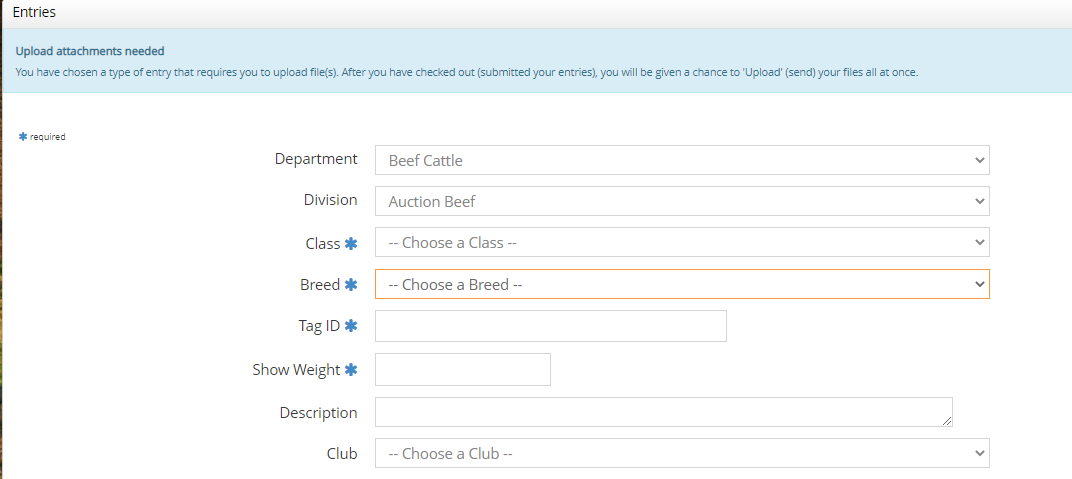 Entries
Upload attachments needed
You have chosen a type of entry that requires you to upload file(s). After you have checked out (submitted your entries), you will be given a chance to 'Upload' (send) your files all at once.
✱ required
Department Beef Cattle
Division Auction Beef
Class ✱ -- Choose a Class --
Breed ✱ -- Choose a Breed --
Tag ID ✱
Show Weight ✱
Description
Club -- Choose a Club --